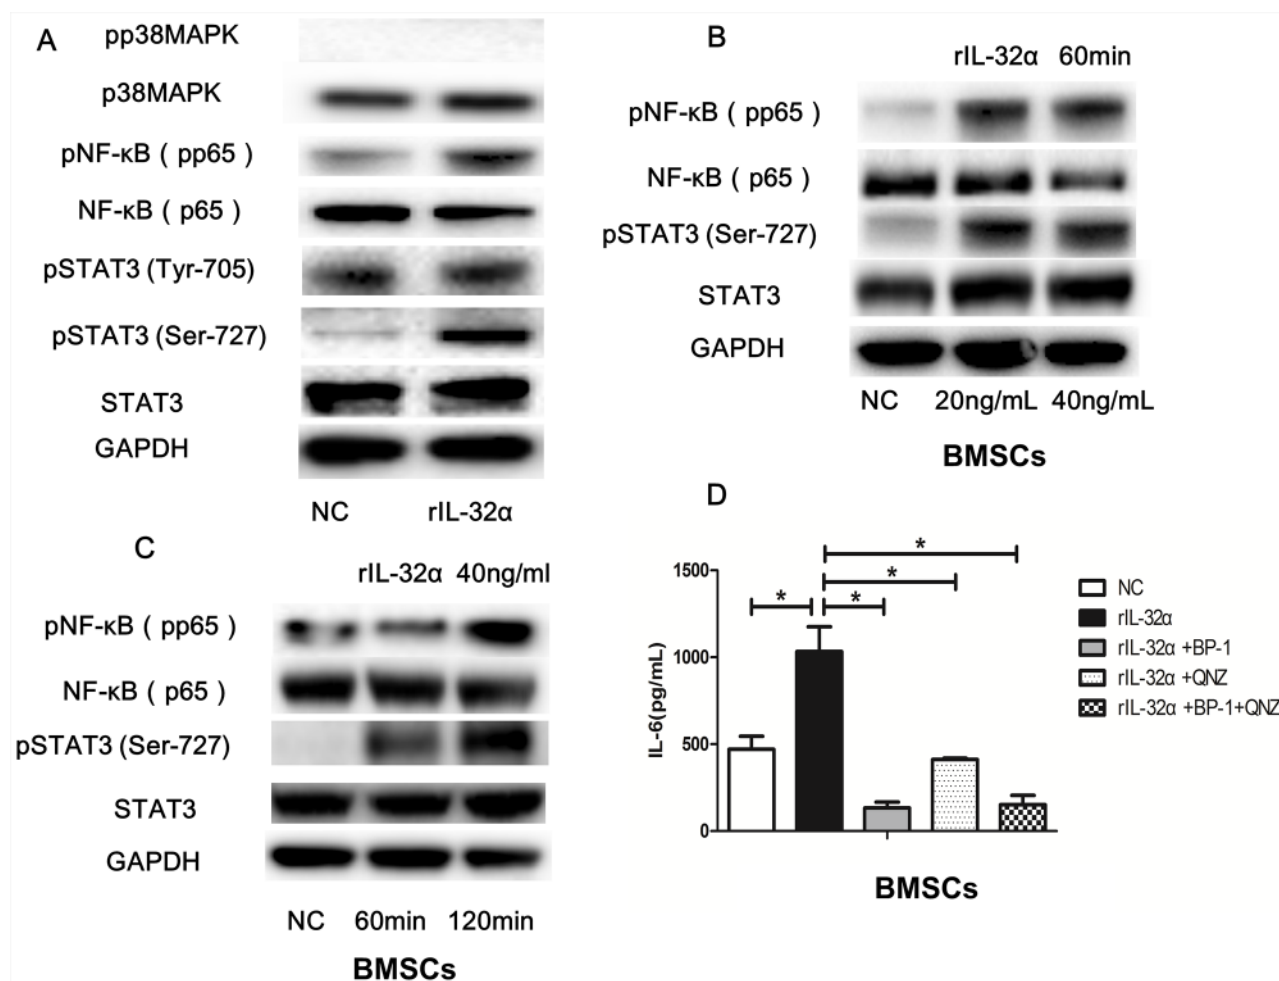 A
pp38MAPK
p38MAPK
pNF-κB ( pp65 )
NF-κB ( p65 )
pSTAT3 (Tyr-705)
pSTAT3 (Ser-727)
STAT3
GAPDH
NC rIL-32α
B
rIL-32α 60min
pNF-κB ( pp65 )
NF-κB ( p65 )
pSTAT3 (Ser-727)
STAT3
GAPDH
NC 20ng/mL 40ng/mL
BMSCs
C
rIL-32α 40ng/ml
pNF-κB ( pp65 )
NF-κB ( p65 )
pSTAT3 (Ser-727)
STAT3
GAPDH
NC 60min 120min
BMSCs
D
IL-6(pg/mL)
1500
1000
500
0
*
*
* *
NC
rIL-32α
rIL-32α +BP-1
rIL-32α +QNZ
rIL-32α +BP-1+QNZ
BMSCs